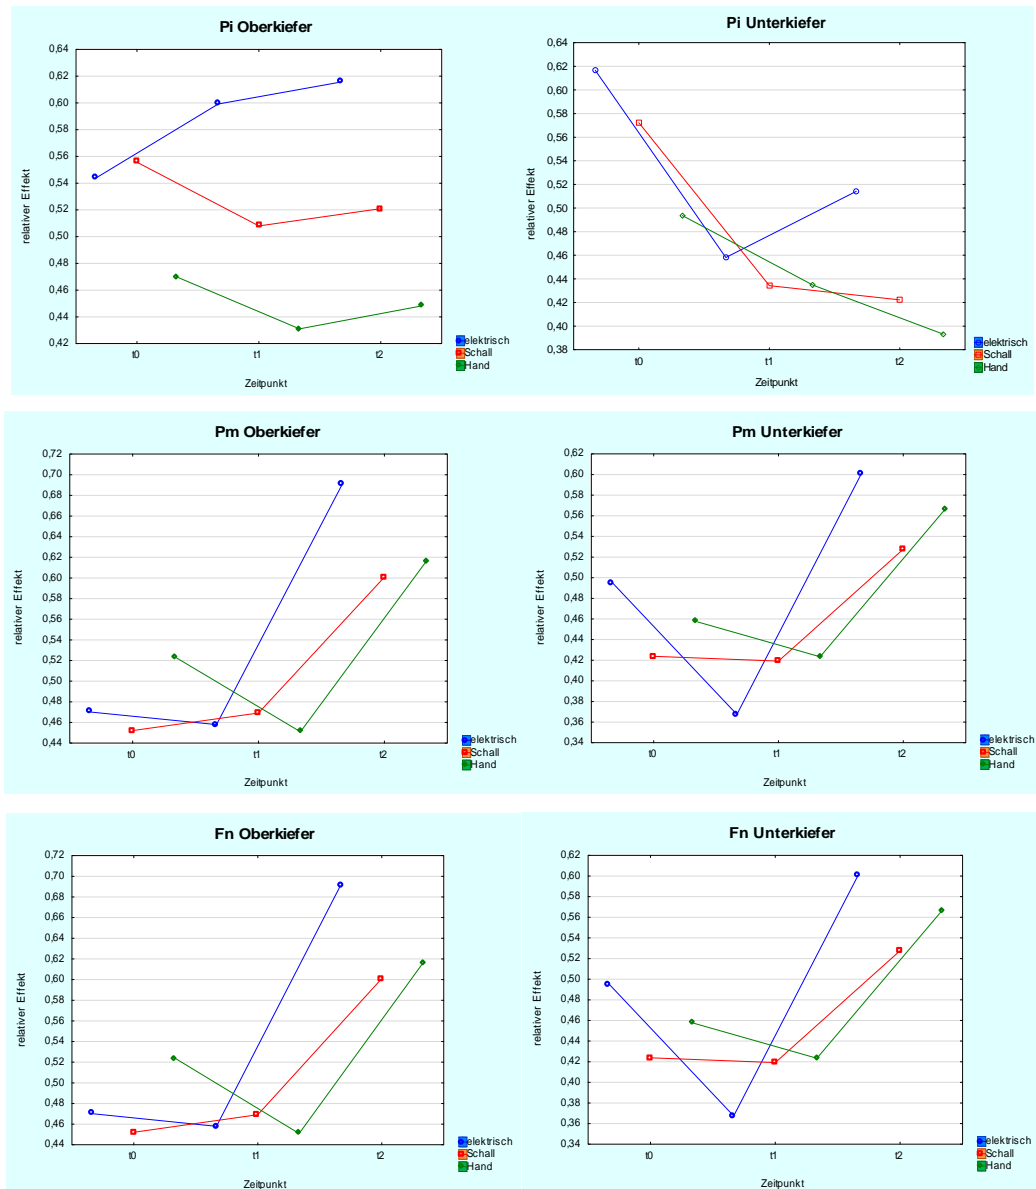 Pi Oberkiefer
0,64
0,62
0,60
0,58
0,56
0,54
0,52
0,50
0,48
0,46
0,44
0,42
relativer Effekt
t0 t1 t2
Zeitpunkt
elektrisch
Schall
Hand
Pi Unterkiefer
0,64
0,62
0,60
0,58
0,56
0,54
0,52
0,50
0,48
0,46
0,44
0,42
0,40
0,38
relativer Effekt
t0 t1 t2
Zeitpunkt
elektrisch
Schall
Hand
Pm Oberkiefer
0,72
0,70
0,68
0,66
0,64
0,62
0,60
0,58
0,56
0,54
0,52
0,50
0,48
0,46
0,44
relativer Effekt
t0 t1 t2
Zeitpunkt
elektrisch
Schall
Hand
Pm Unterkiefer
0,62
0,60
0,58
0,56
0,54
0,52
0,50
0,48
0,46
0,44
0,42
0,40
0,38
0,36
0,34
relativer Effekt
t0 t1 t2
Zeitpunkt
elektrisch
Schall
Hand
Fn Oberkiefer
0,72
0,70
0,68
0,66
0,64
0,62
0,60
0,58
0,56
0,54
0,52
0,50
0,48
0,46
0,44
relativer Effekt
t0 t1 t2
Zeitpunkt
elektrisch
Schall
Hand
Fn Unterkiefer
0,62
0,60
0,58
0,56
0,54
0,52
0,50
0,48
0,46
0,44
0,42
0,40
0,38
0,36
0,34
relativer Effekt
t0 t1 t2
Zeitpunkt
elektrisch
Schall
Hand